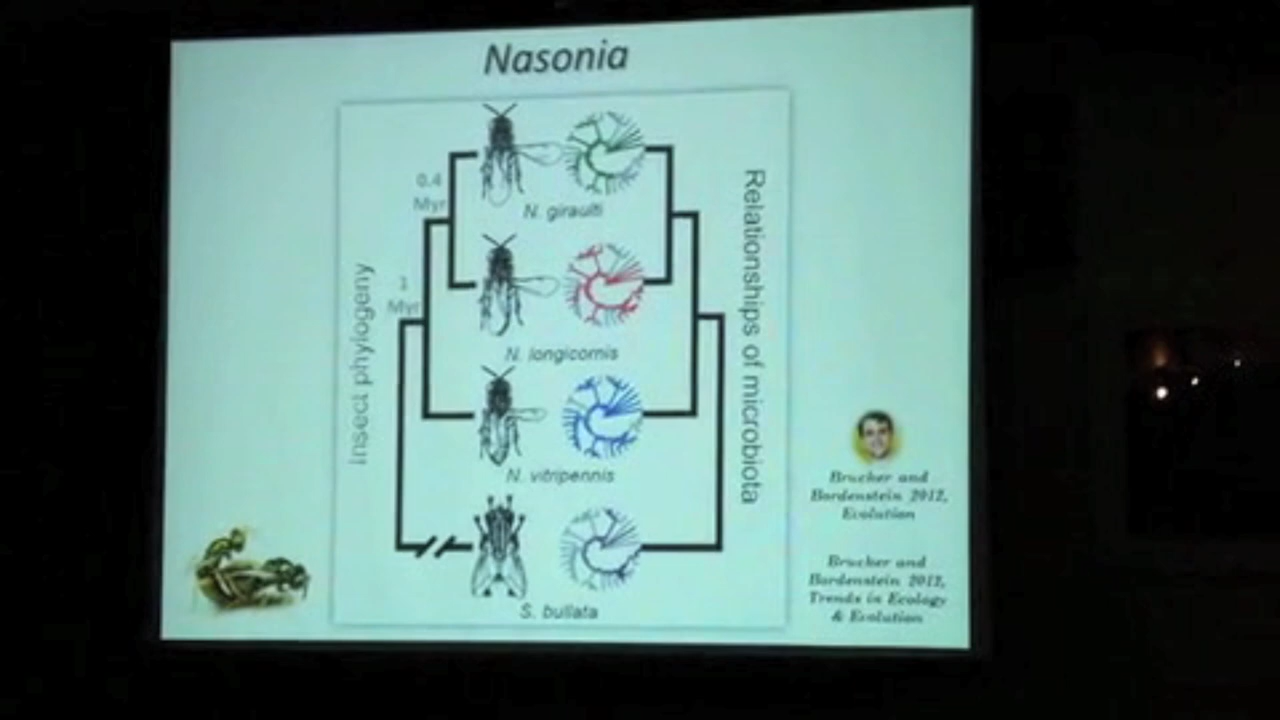 Nasonia
0.4
Myr
N. giraulti
1
Myr
Insect phylogeny
N. longicornis
Relationships of microbiota
N. vitripennis
S. bullata
Brucker and
Bordenstein 2012,
Evolution
Brucker and
Bordenstein 2012,
Trends in Ecology
& Evolution